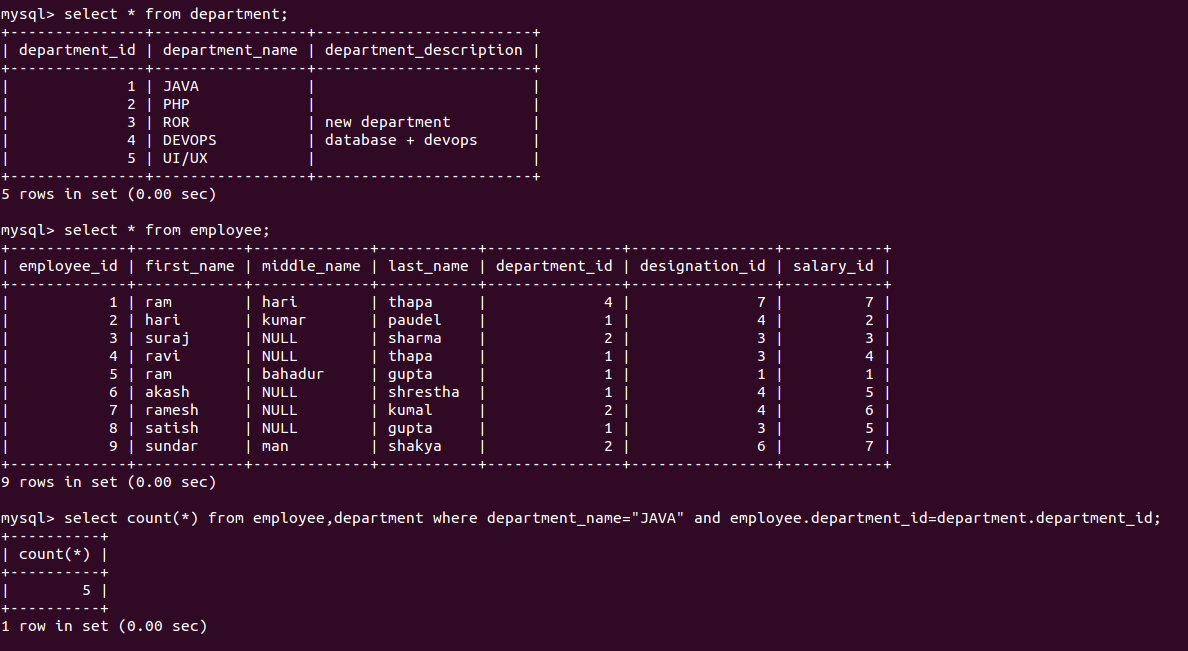 mysql> select * from department;
+---------------+-----------------+------------------------+
| department_id | department_name | department_description |
+---------------+-----------------+------------------------+
|             1 | JAVA            |                        |
|             2 | PHP             |                        |
|             3 | ROR             | new department         |
|             4 | DEVOPS          | database + devops      |
|             5 | UI/UX           |                        |
+---------------+-----------------+------------------------+
5 rows in set (0.00 sec)

mysql> select * from employee;
+-------------+------------+-------------+-----------+---------------+----------------+-----------+
| employee_id | first_name | middle_name | last_name | department_id | designation_id | salary_id |
+-------------+------------+-------------+-----------+---------------+----------------+-----------+
|           1 | ram        | hari        | thapa     |             4 |              7 |         7 |
|           2 | hari       | kumar       | paudel    |             1 |              4 |         2 |
|           3 | suraj      | NULL        | sharma    |             2 |              3 |         3 |
|           4 | ravi       | NULL        | thapa     |             1 |              3 |         4 |
|           5 | ram        | bahadur     | gupta     |             1 |              1 |         1 |
|           6 | akash      | NULL        | shrestha  |             1 |              4 |         5 |
|           7 | ramesh     | NULL        | kumal     |             2 |              4 |         6 |
|           8 | satish     | NULL        | gupta     |             1 |              3 |         5 |
|           9 | sundar     | man         | shakya    |             2 |              6 |         7 |
+-------------+------------+-------------+-----------+---------------+----------------+-----------+
9 rows in set (0.00 sec)

mysql> select count(*) from employee,department where department_name="JAVA" and employee.department_id=department.department_id;
+----------+
| count(*) |
+----------+
|        5 |
+----------+
1 row in set (0.00 sec)